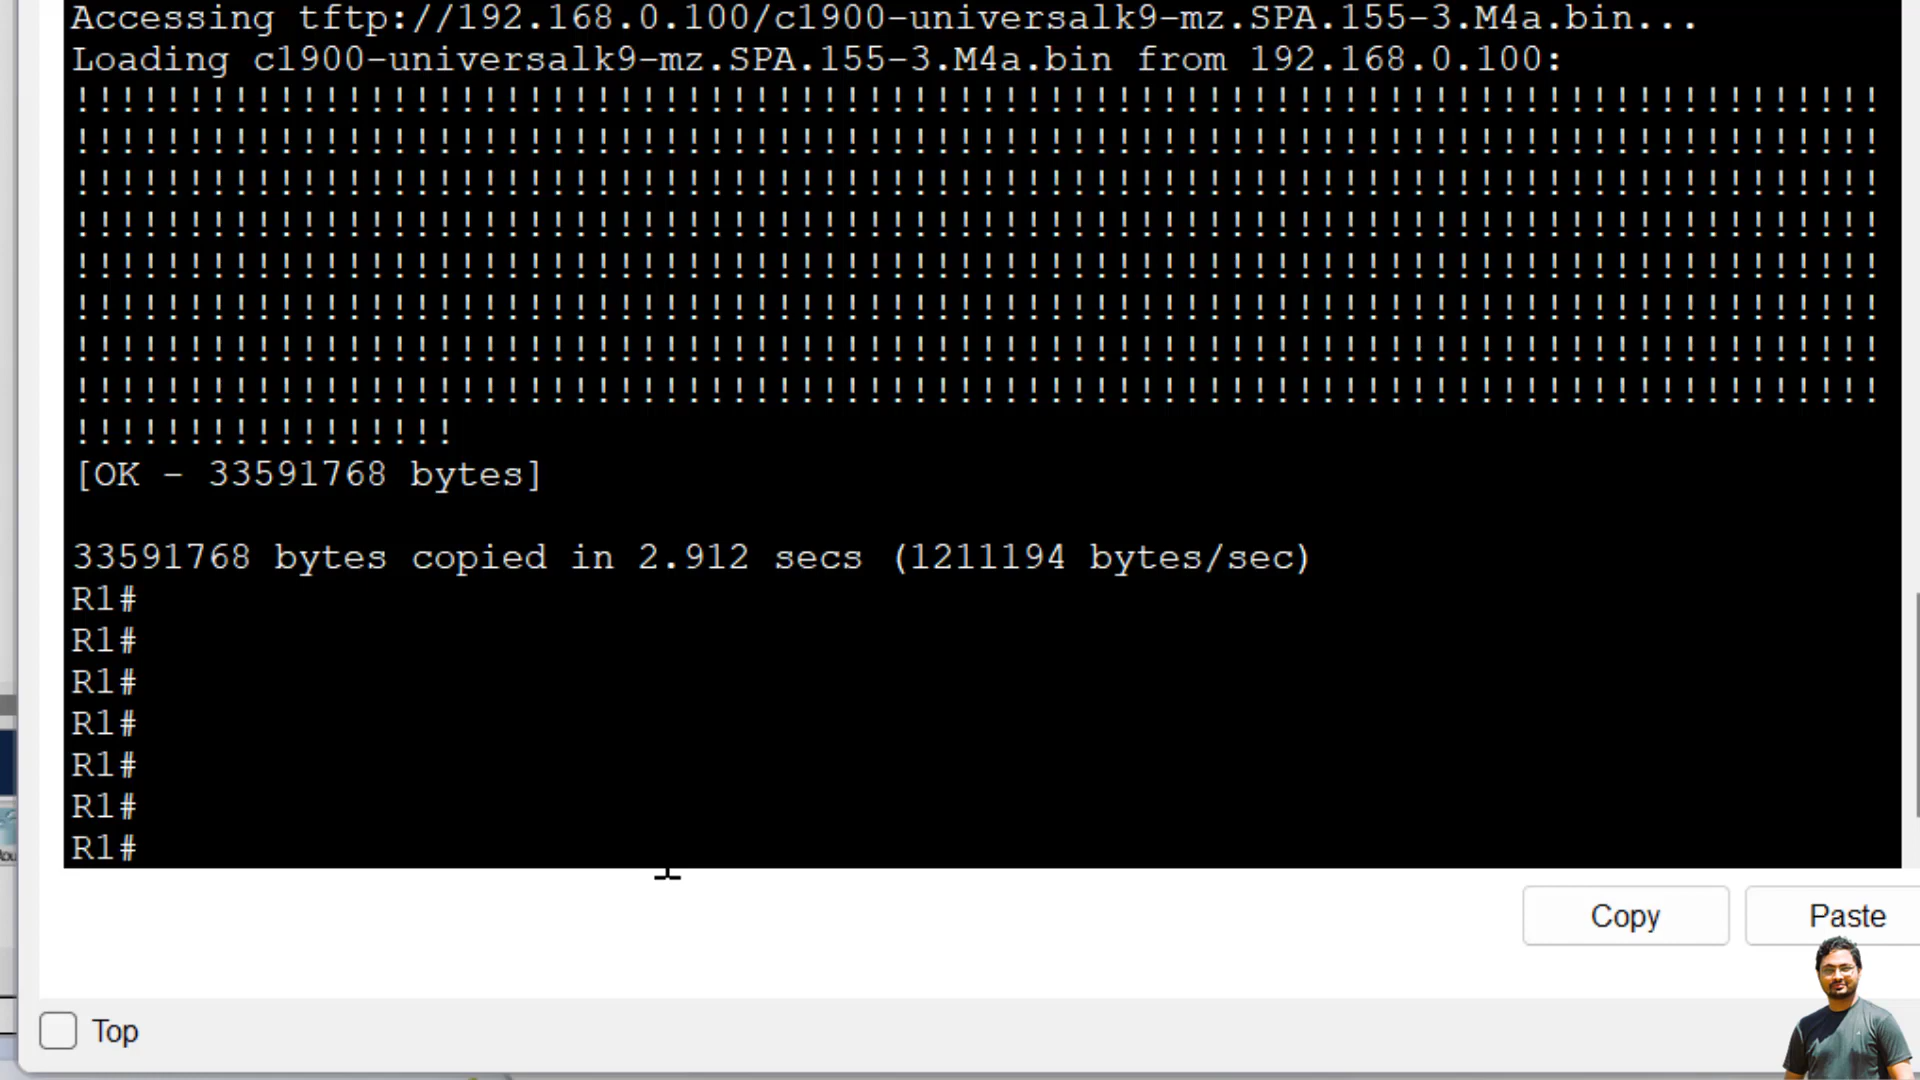 Accessing tftp://192.168.0.100/c1900-universalk9-mz.SPA.155-3.M4a.bin...
Loading c1900-universalk9-mz.SPA.155-3.M4a.bin from 192.168.0.100:
!!!!!!!!!!!!!!!!!!!!!!!!!!!!!!!!!!!!!!!!!!!!!!!!!!!!!!!!!!!!!!!!!!!!!!!!!!!!!!!!
!!!!!!!!!!!!!!!!!!!!!!!!!!!!!!!!!!!!!!!!!!!!!!!!!!!!!!!!!!!!!!!!!!!!!!!!!!!!!!!!
!!!!!!!!!!!!!!!!!!!!!!!!!!!!!!!!!!!!!!!!!!!!!!!!!!!!!!!!!!!!!!!!!!!!!!!!!!!!!!!!
!!!!!!!!!!!!!!!!!!!!!!!!!!!!!!!!!!!!!!!!!!!!!!!!!!!!!!!!!!!!!!!!!!!!!!!!!!!!!!!!
!!!!!!!!!!!!!!!!!!!!!!!!!!!!!!!!!!!!!!!!!!!!!!!!!!!!!!!!!!!!!!!!!!!!!!!!!!!!!!!!
!!!!!!!!!!!!!!!!!!!!!!!!!!!!!!!!!!!!!!!!!!!!!!!!!!!!!!!!!!!!!!!!!!!!!!!!!!!!!!!!
!!!!!!!!!!!!!!!!!!!!!!!!!!!!!!!!!!!!!!!!!!!!!!!!!!!!!!!!!!!!!!!!!!!!!!!!!!!!!!!!
!!!!!!!!!!!!!!!!!!!!!!!!!!!!!!!!!!!!!!!!!!!!!!!!!!!!!!!!!!!!!!!!!!!!!!!!!!!!!!!!
!!!!!!!!!!!!!!!!!
[OK - 33591768 bytes]
33591768 bytes copied in 2.912 secs (1211194 bytes/sec)
R1#
R1#
R1#
R1#
R1#
R1#
R1#
Copy
Paste
Top